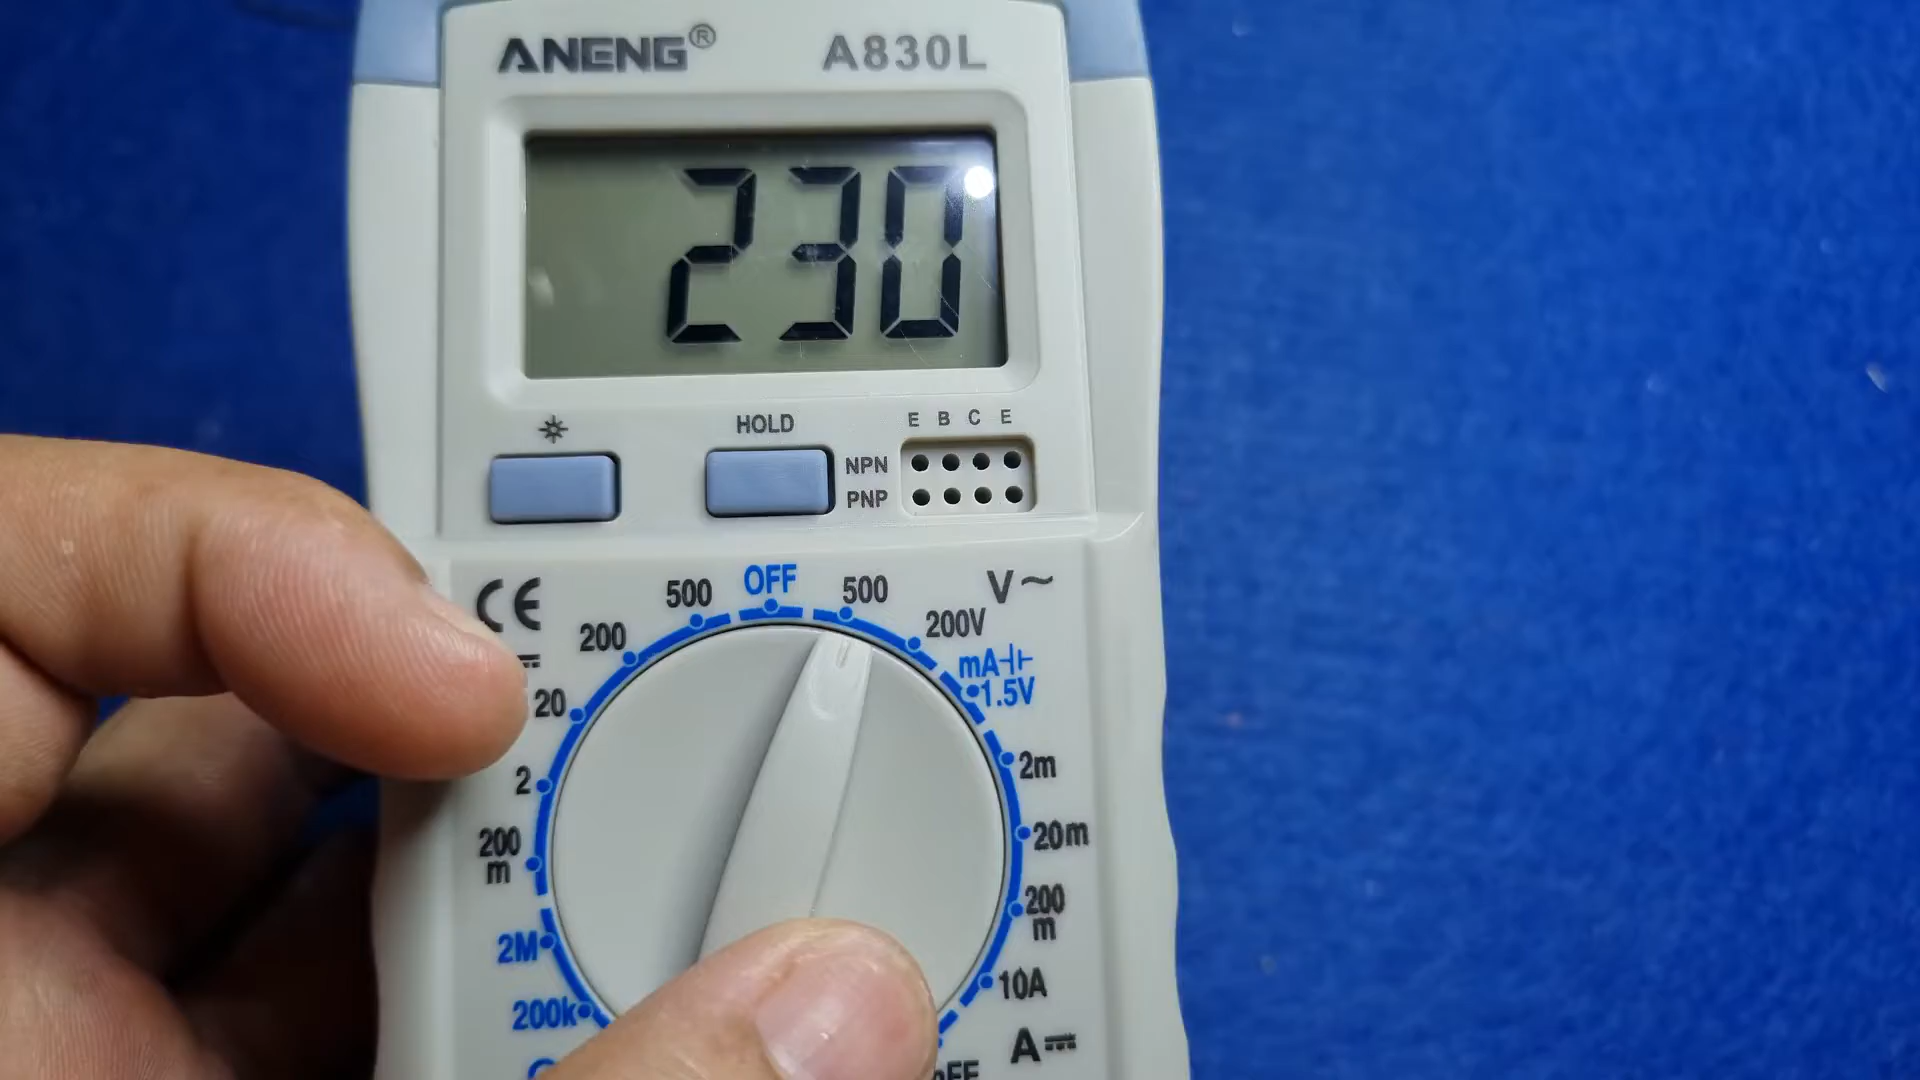 ANENG® A830L
230
HOLD
E B C E
NPN
PNP
CE
OFF
500
200
20
2
200
m
2M
200k
500
V~
200V
mA
1.5V
2m
20m
200
m
10A
A⎓